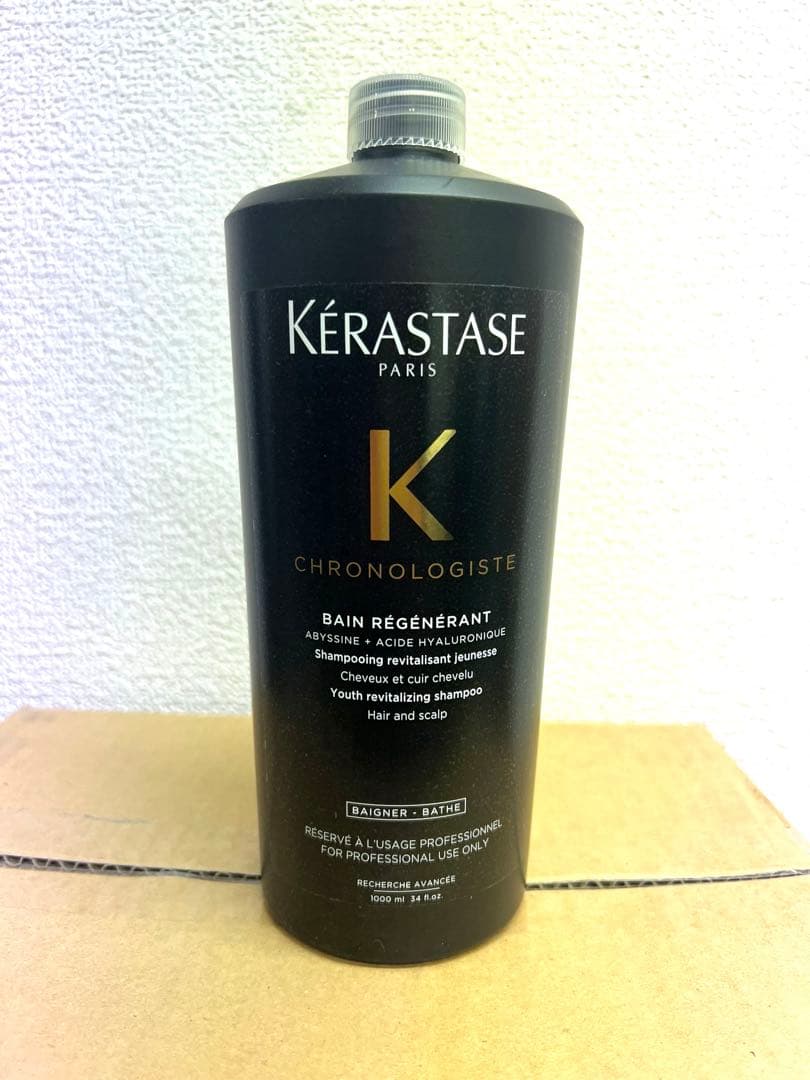 KÉRASTASE
PARIS
K
CHRONOLOGISTE
BAIN RÉGÉNÉRANT
ABYSSINE + ACIDE HYALURONIQUE
Shampooing revitalisant jeunesse
Cheveux et cuir chevelu
Youth revitalizing shampoo
Hair and scalp
BAIGNER - BATHE
RÉSERVÉ À L'USAGE PROFESSIONNEL
FOR PROFESSIONAL USE ONLY
RECHERCHE AVANCÉE
1000 ml 34 fl.oz.